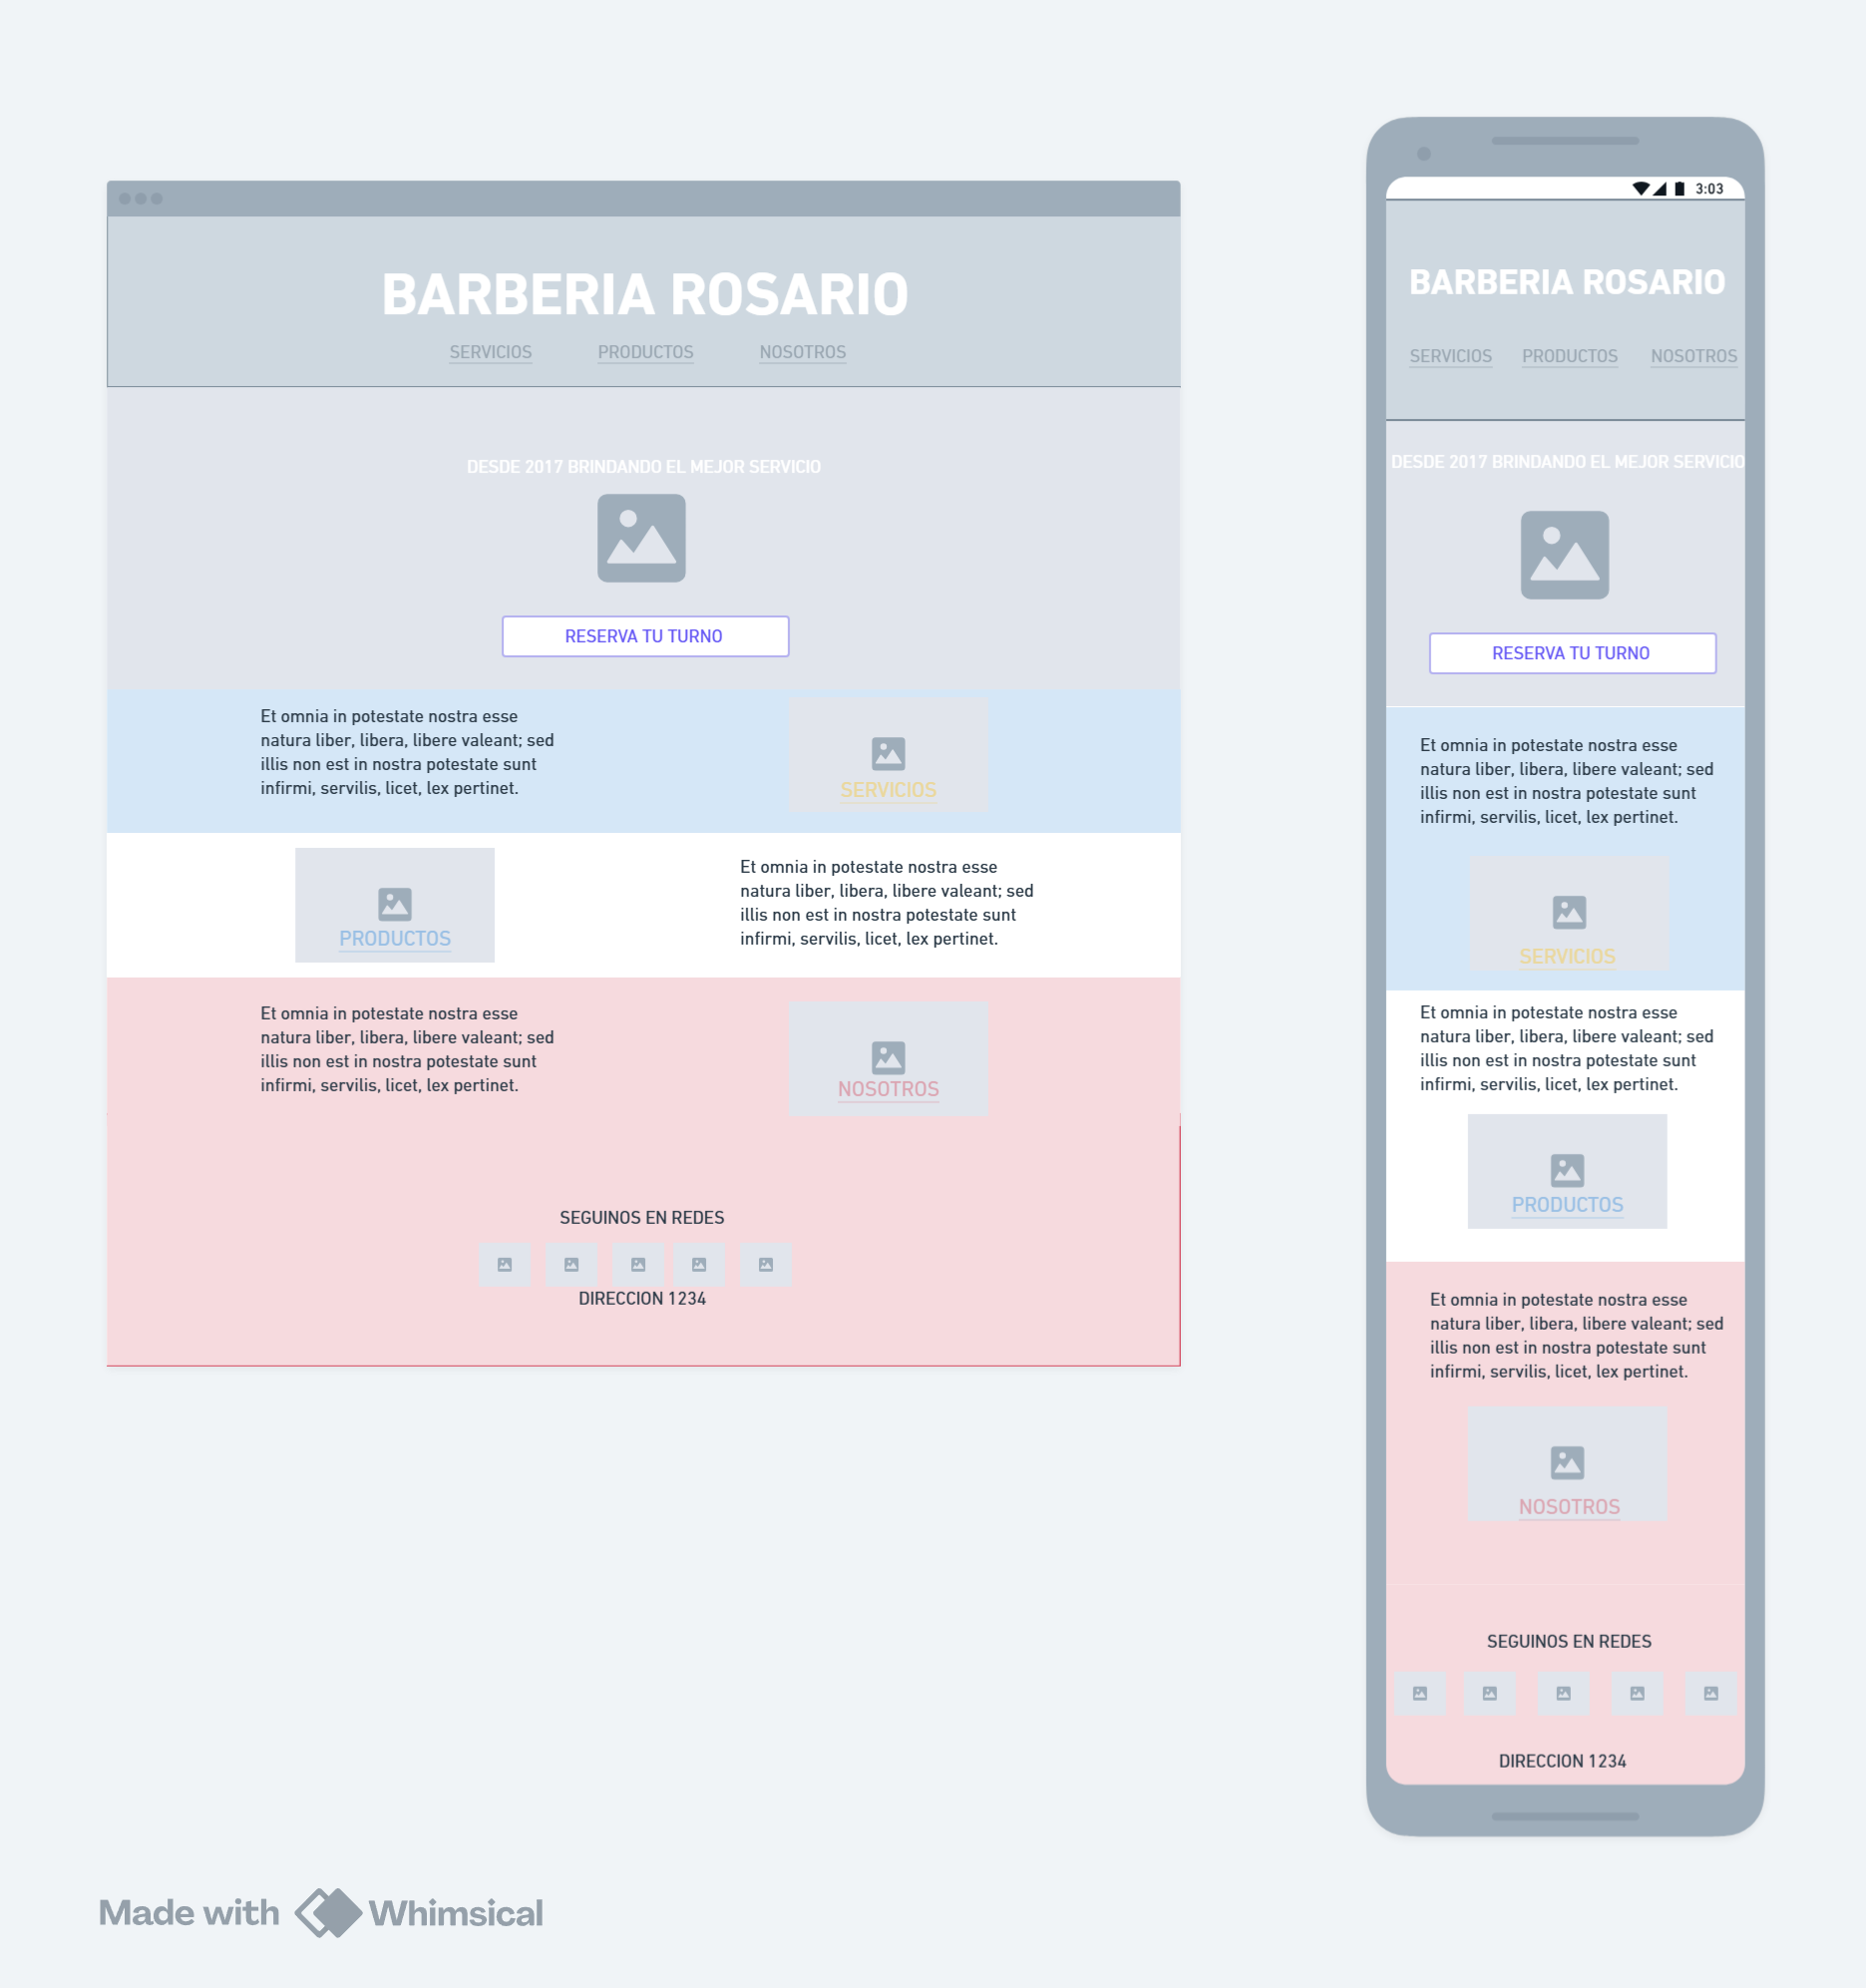 BARBERIA ROSARIO
SERVICIOS PRODUCTOS NOSOTROS
DESDE 2017 BRINDANDO EL MEJOR SERVICIO
RESERVA TU TURNO
Et omnia in potestate nostra esse
natura liber, libera, libere valeant; sed
illis non est in nostra potestate sunt
infirmi, servilis, licet, lex pertinet.
SERVICIOS
PRODUCTOS
Et omnia in potestate nostra esse
natura liber, libera, libere valeant; sed
illis non est in nostra potestate sunt
infirmi, servilis, licet, lex pertinet.
Et omnia in potestate nostra esse
natura liber, libera, libere valeant; sed
illis non est in nostra potestate sunt
infirmi, servilis, licet, lex pertinet.
NOSOTROS
SEGUINOS EN REDES
DIRECCION 1234
3:03
BARBERIA ROSARIO
SERVICIOS PRODUCTOS NOSOTROS
DESDE 2017 BRINDANDO EL MEJOR SERVICIO
RESERVA TU TURNO
Et omnia in potestate nostra esse
natura liber, libera, libere valeant; sed
illis non est in nostra potestate sunt
infirmi, servilis, licet, lex pertinet.
SERVICIOS
Et omnia in potestate nostra esse
natura liber, libera, libere valeant; sed
illis non est in nostra potestate sunt
infirmi, servilis, licet, lex pertinet.
PRODUCTOS
Et omnia in potestate nostra esse
natura liber, libera, libere valeant; sed
illis non est in nostra potestate sunt
infirmi, servilis, licet, lex pertinet.
NOSOTROS
SEGUINOS EN REDES
DIRECCION 1234
Made with Whimsical